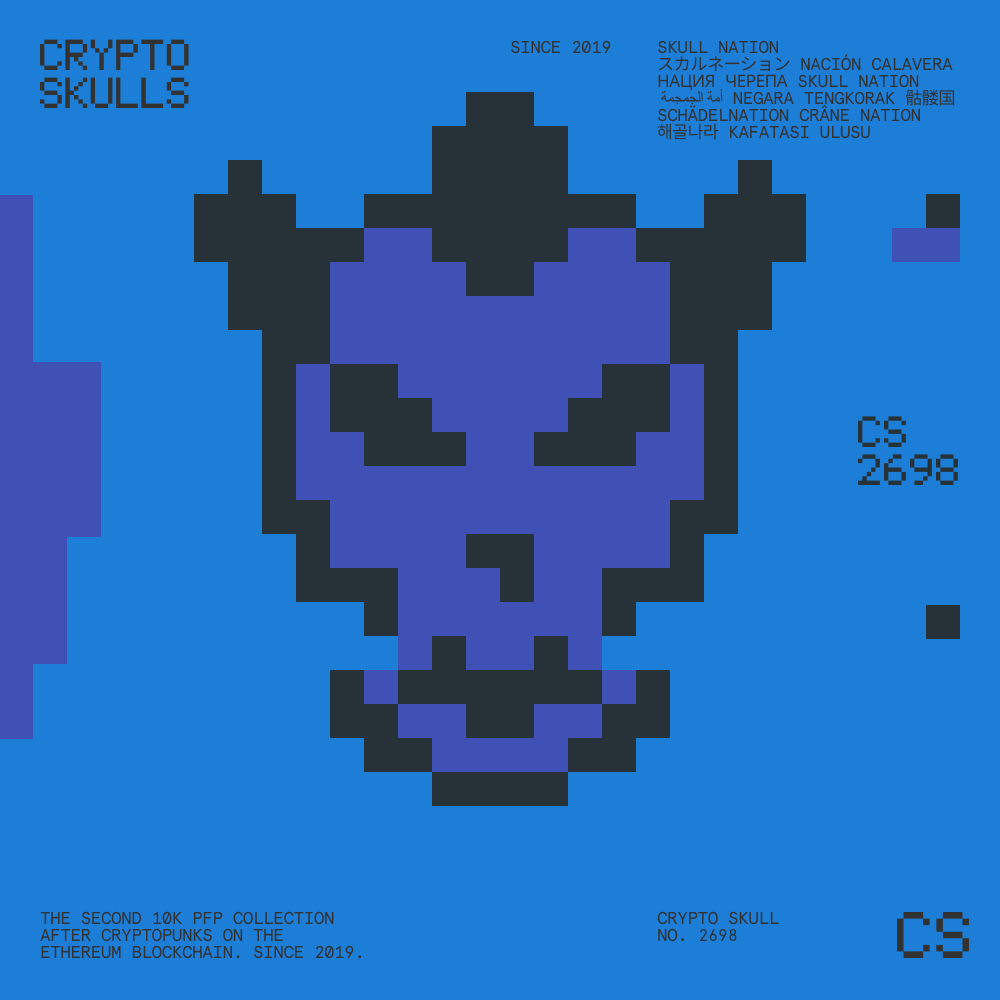 CRYPTO
SKULLS
SINCE 2019
SKULL NATION
スカルネーション NACIÓN CALAVERA
НАЦИЯ ЧЕРЕПА SKULL NATION
أمة الجمجمة NEGARA TENGKORAK 骷髅国
SCHÄDELNATION CRÂNE NATION
해골나라 KAFATASI ULUSU
CS
2698
THE SECOND 10K PFP COLLECTION
AFTER CRYPTOPUNKS ON THE
ETHEREUM BLOCKCHAIN. SINCE 2019.
CRYPTO SKULL
NO. 2698
CS